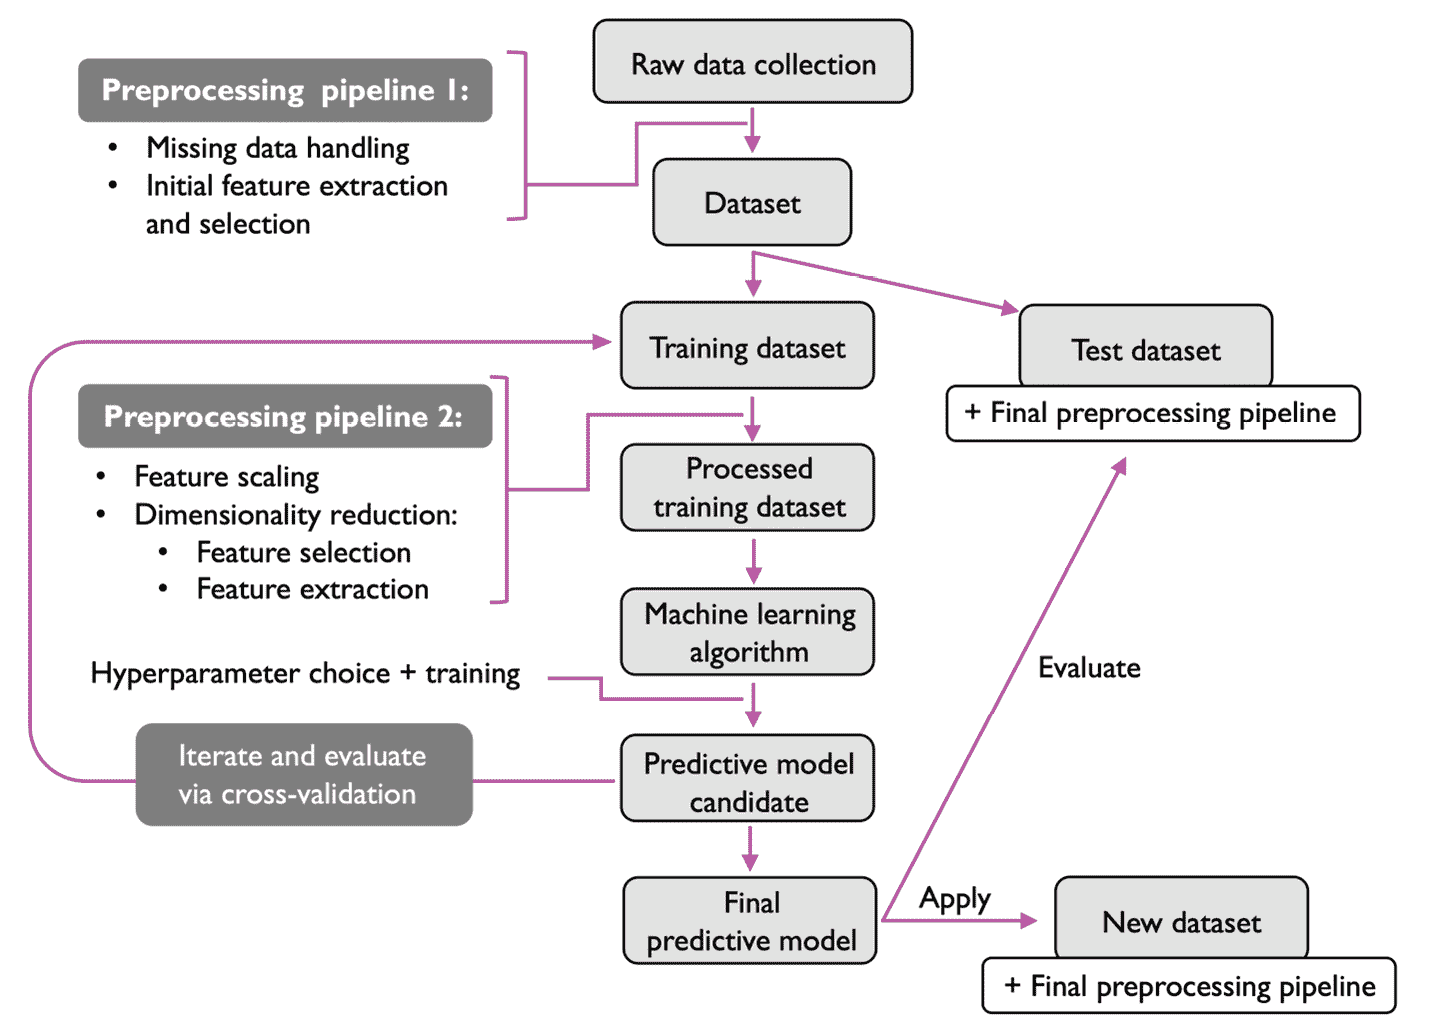 Raw data collection
Preprocessing pipeline 1:
• Missing data handling
• Initial feature extraction
and selection
Dataset
Training dataset
Test dataset
+ Final preprocessing pipeline
Preprocessing pipeline 2:
• Feature scaling
• Dimensionality reduction:
• Feature selection
• Feature extraction
Processed
training dataset
Machine learning
algorithm
Hyperparameter choice + training
Evaluate
Iterate and evaluate
via cross-validation
Predictive model
candidate
Final
predictive model
Apply
New dataset
+ Final preprocessing pipeline